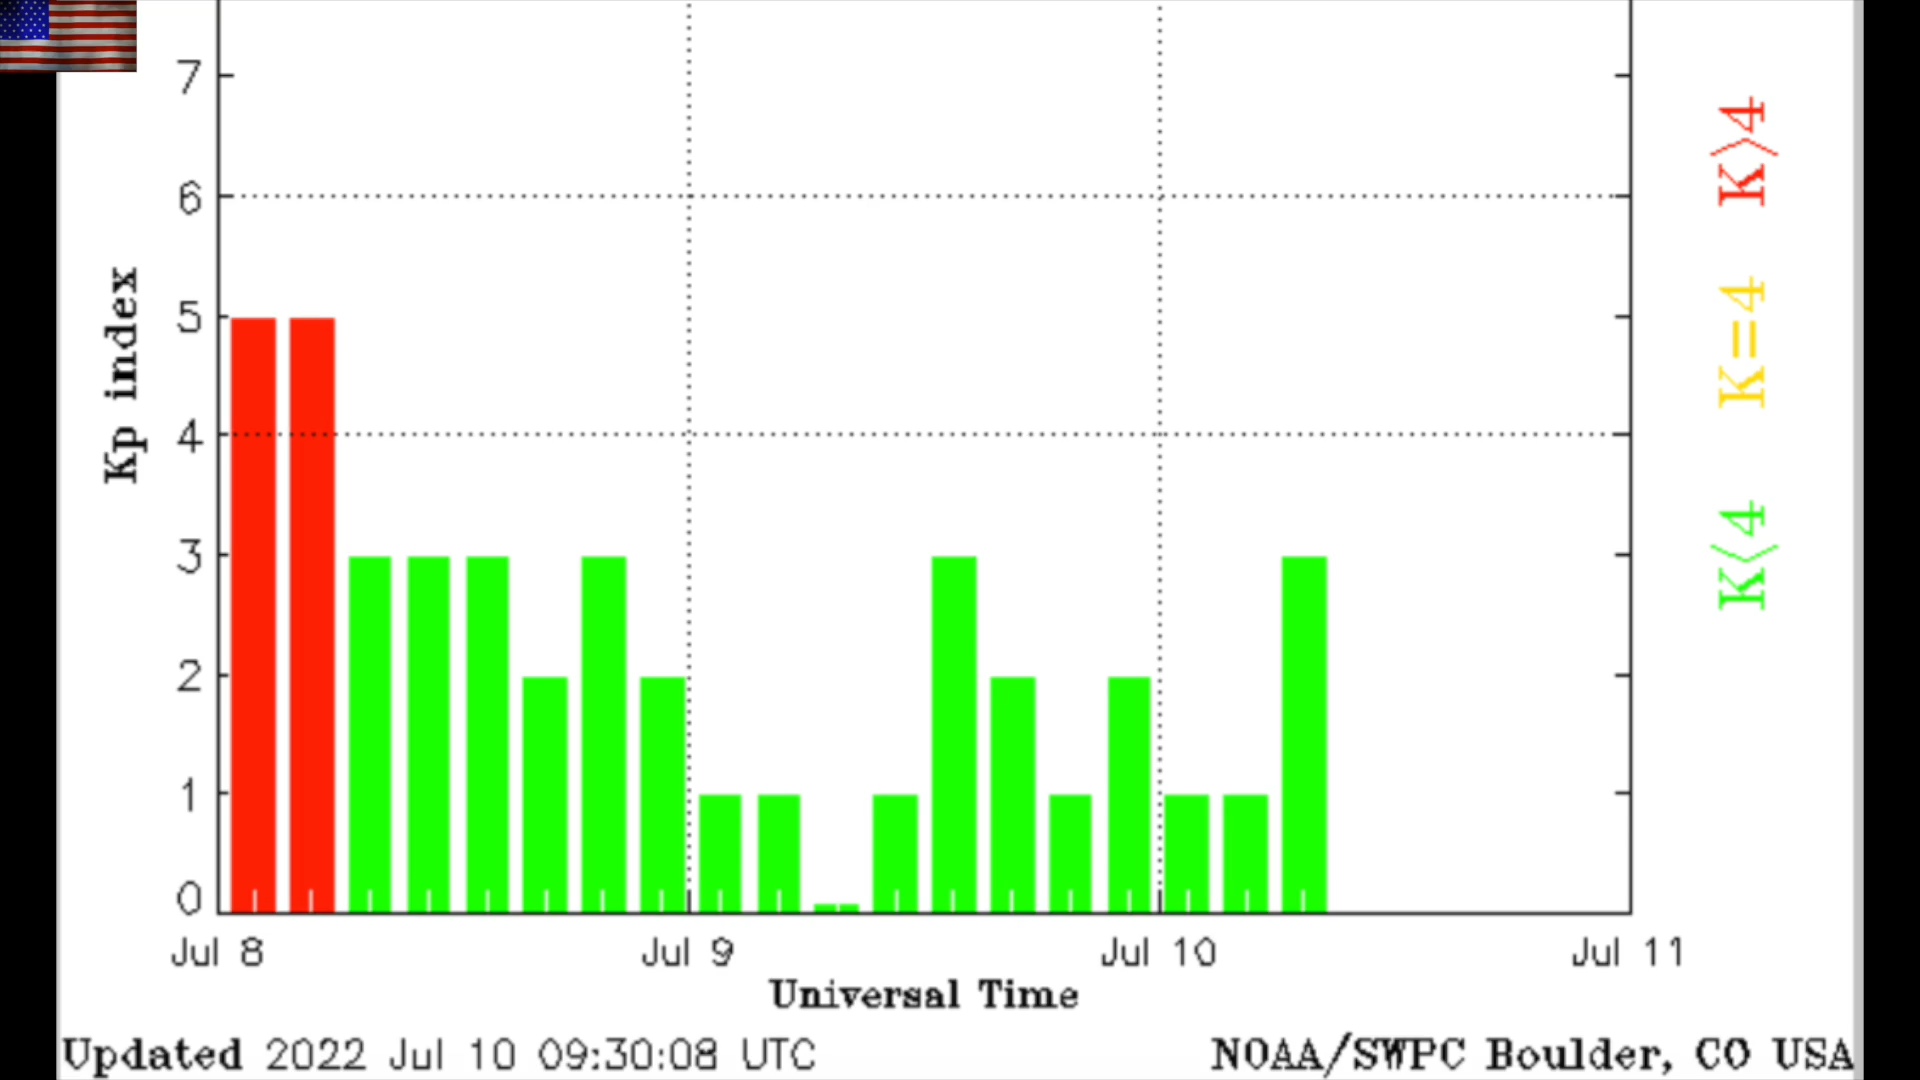 7
6
5
4
3
2
1
0
Kp index
K>4
K=4
K<4
Jul 8
Jul 9
Jul 10
Jul 11
Universal Time
Updated 2022 Jul 10 09:30:08 UTC
NOAA/SWPC Boulder, CO USA